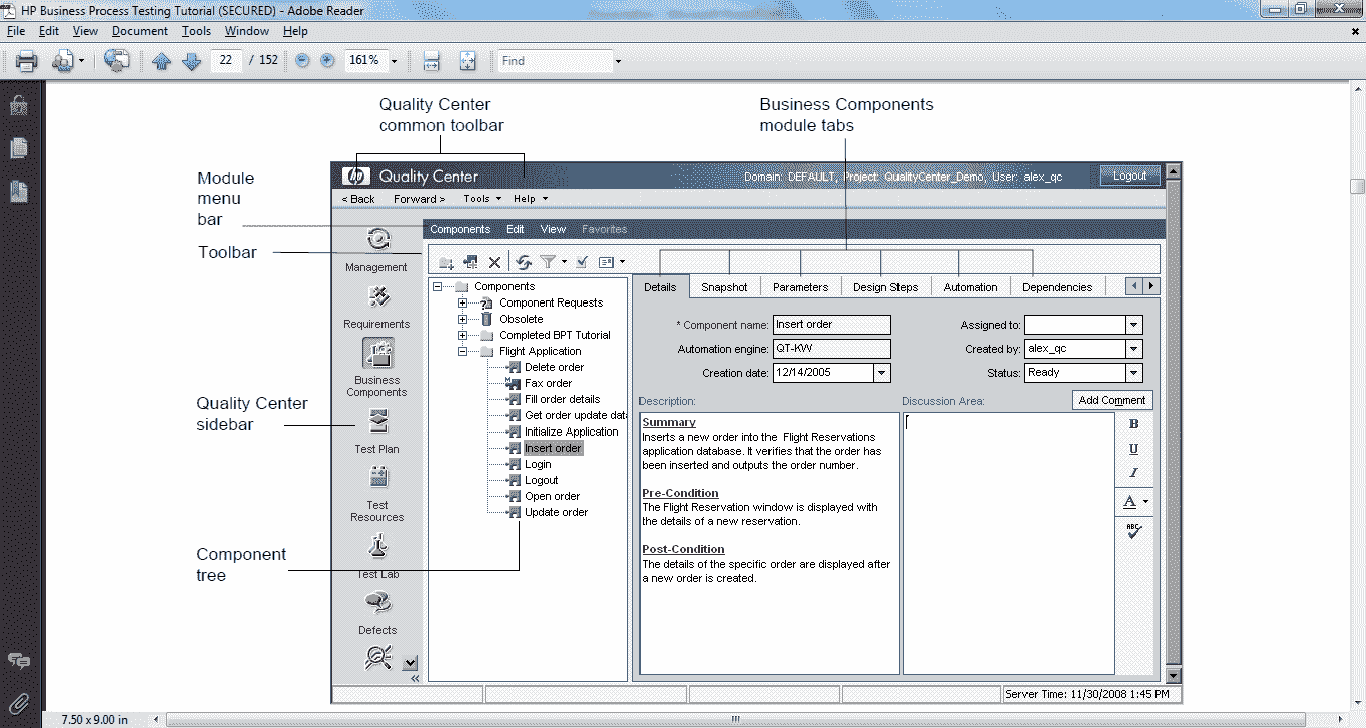 HP Business Process Testing Tutorial (SECURED) - Adobe Reader
File Edit View Document Tools Window Help
22 / 152 161% Find
Quality Center
common toolbar
Business Components
module tabs
Module
menu
bar
Toolbar
Quality Center
sidebar
Component
tree
hp Quality Center Domain: DEFAULT, Project: QualityCenter_Demo, User: alex_qc Logout
< Back Forward > Tools Help
Components Edit View Favorites
Management
Requirements
Business
Components
Test Plan
Test
Resources
Test Lab
Defects
Components
Component Requests
Obsolete
Completed BPT Tutorial
Flight Application
Delete order
Fax order
Fill order details
Get order update dat
Initialize Application
Insert order
Login
Logout
Open order
Update order
Details Snapshot Parameters Design Steps Automation Dependencies
* Component name: Insert order Assigned to:
Automation engine: QT-KW Created by: alex_qc
Creation date: 12/14/2005 Status: Ready
Description: Discussion Area: Add Comment
Summary
Inserts a new order into the Flight Reservations
application database. It verifies that the order has
been inserted and outputs the order number.
Pre-Condition
The Flight Reservation window is displayed with
the details of a new reservation.
Post-Condition
The details of the specific order are displayed after
a new order is created.
B
U
I
A
ABC
Server Time: 11/30/2008 1:45 PM
7.50 x 9.00 in